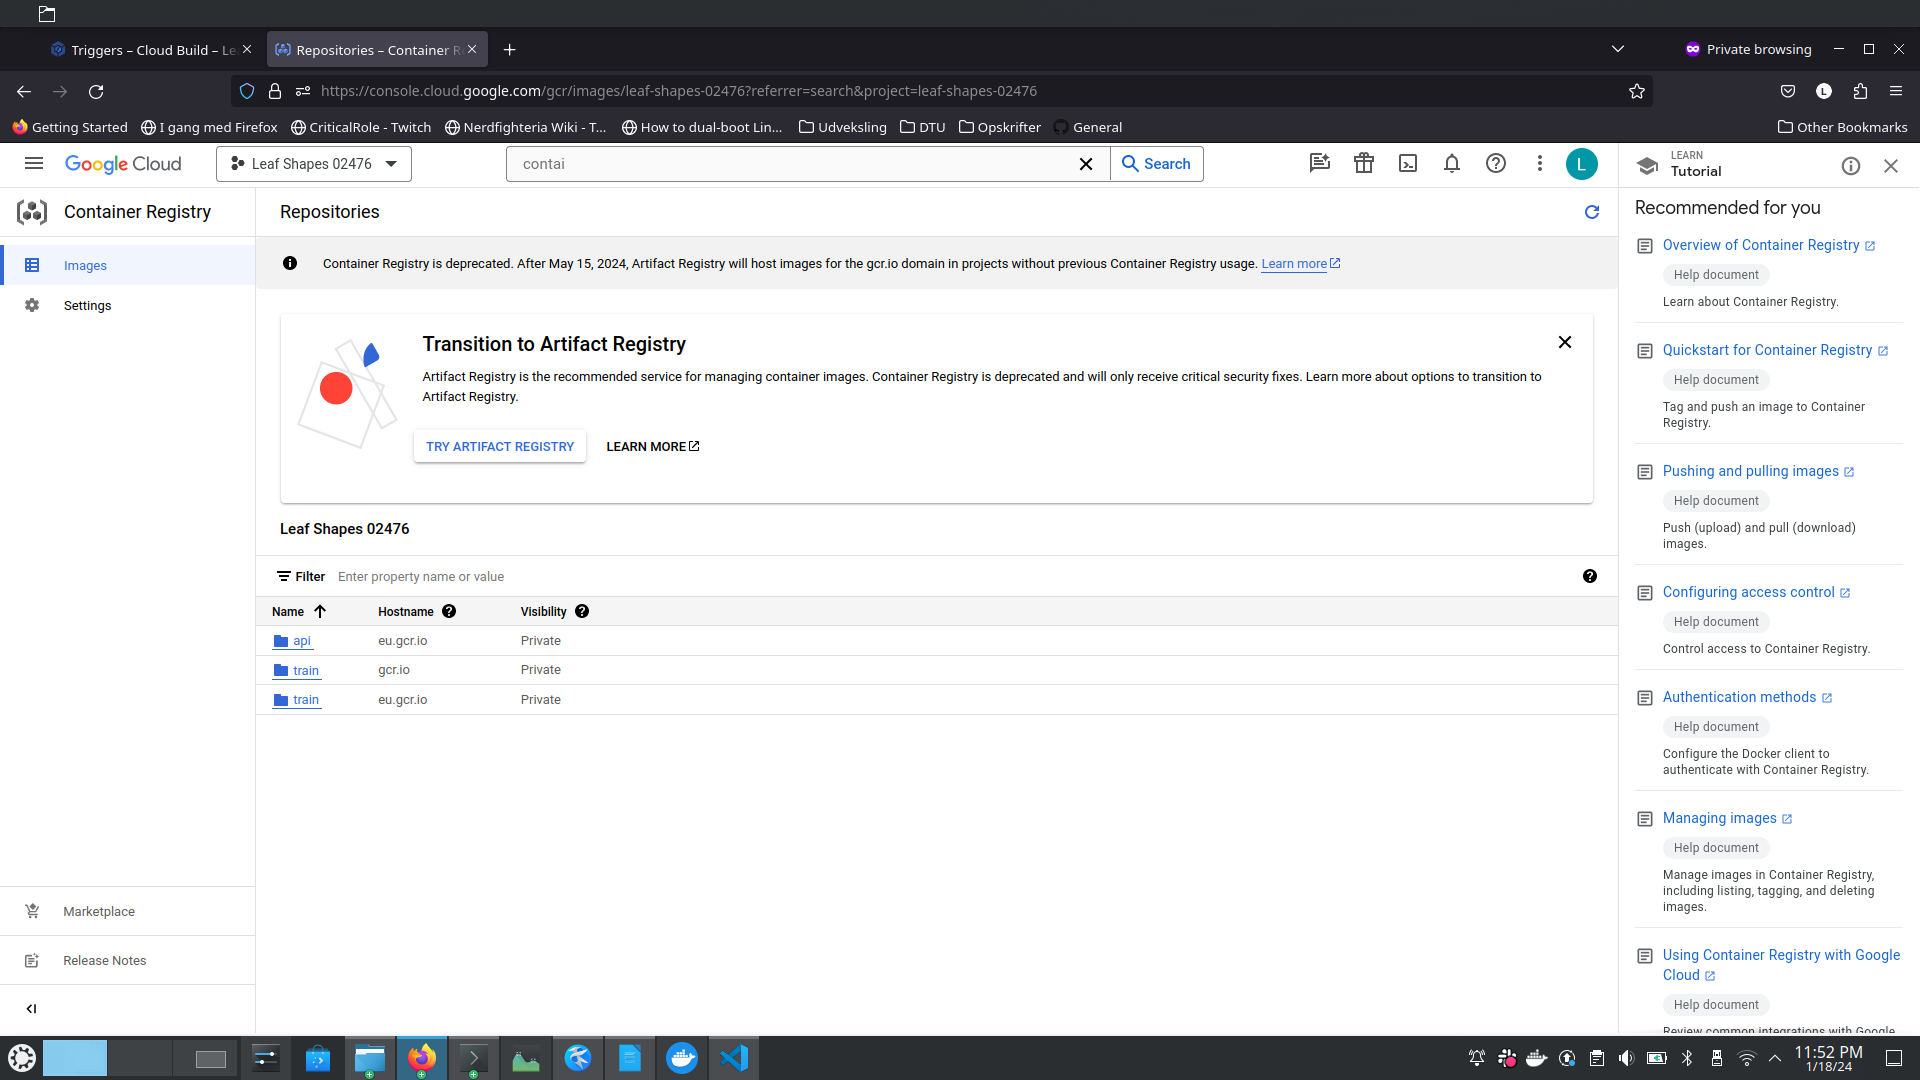 Triggers – Cloud Build – Le
Repositories – Container R
Private browsing
https://console.cloud.google.com/gcr/images/leaf-shapes-02476?referrer=search&project=leaf-shapes-02476
L
Getting Started
I gang med Firefox
CriticalRole - Twitch
Nerdfighteria Wiki - T...
How to dual-boot Lin...
Udveksling
DTU
Opskrifter
General
Other Bookmarks
Google Cloud
Leaf Shapes 02476
contai
Search
L
LEARN
Tutorial
Container Registry
Images
Settings
Marketplace
Release Notes
Repositories
Container Registry is deprecated. After May 15, 2024, Artifact Registry will host images for the gcr.io domain in projects without previous Container Registry usage. Learn more
Transition to Artifact Registry
Artifact Registry is the recommended service for managing container images. Container Registry is deprecated and will only receive critical security fixes. Learn more about options to transition to
Artifact Registry.
TRY ARTIFACT REGISTRY
LEARN MORE
Leaf Shapes 02476
Filter
Enter property name or value
Name Hostname Visibility
api eu.gcr.io Private
train gcr.io Private
train eu.gcr.io Private
Recommended for you
Overview of Container Registry
Help document
Learn about Container Registry.
Quickstart for Container Registry
Help document
Tag and push an image to Container
Registry.
Pushing and pulling images
Help document
Push (upload) and pull (download)
images.
Configuring access control
Help document
Control access to Container Registry.
Authentication methods
Help document
Configure the Docker client to
authenticate with Container Registry.
Managing images
Help document
Manage images in Container Registry,
including listing, tagging, and deleting
images.
Using Container Registry with Google
Cloud
Help document
Review common integrations with Google
11:52 PM
1/18/24